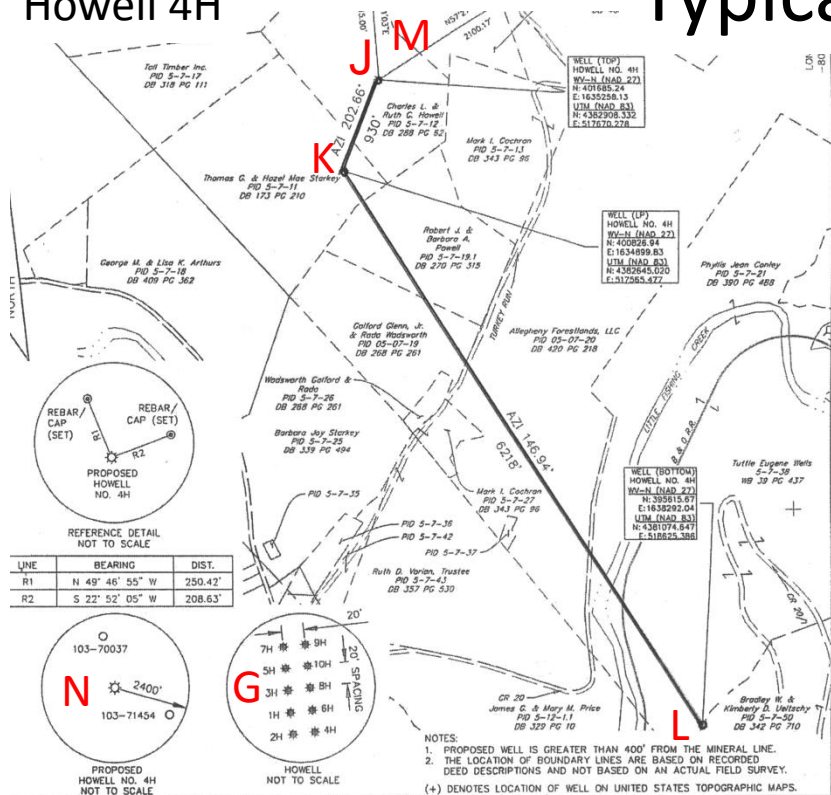 Howell 4H
Typica
J
M
2100.17'
Tall Timber Inc.
PID 5-7-17
DB 318 PG 111
AZI 202.66'
930'
Charles L. &
Ruth G. Howell
PID 5-7-12
DB 288 PG 52
WELL (TOP)
HOWELL NO. 4H
WV-N (NAD 27)
N:401685.24
E:1635258.13
UTM (NAD 83)
N:4382908.332
E:517670.278
K
Mark I. Cochran
PID 5-7-13
DB 343 PG 96
Thomas G. & Hazel Mae Starkey
PID 5-7-11
DB 173 PG 210
WELL (LP)
HOWELL NO. 4H
WV-N (NAD 27)
N:400826.94
E:1634899.83
UTM (NAD 83)
N:4382645.020
E:517565.477
Robert J. &
Barbara A.
Powell
PID 5-7-19.1
DB 270 PG 315
George M. & Lisa K. Arthurs
PID 5-7-18
DB 409 PG 362
Phyllis Jean Conley
PID 5-7-21
DB 390 PG 488
NORTH
TURKEY RUN
Golford Glenn, Jr.
& Rada Wadsworth
PID 05-07-19
DB 268 PG 261
Allegheny Forestlands, LLC
PID 05-07-20
DB 420 PG 218
LITTLE FISHING CREEK
B & O R.R.
Wadsworth Golford &
Rada
PID 5-7-26
DB 268 PG 261
REBAR/
CAP
(SET)
REBAR/
CAP (SET)
R1
R2
PROPOSED
HOWELL
NO. 4H
Barbara Jay Starkey
PID 5-7-25
DB 339 PG 494
AZI 146.94'
6218'
Tuttle Eugene Wells
5-7-38
WB 39 PG 437
WELL (BOTTOM)
HOWELL NO. 4H
WV-N (NAD 27)
N:395615.67
E:1638292.04
UTM (NAD 83)
N:4381074.647
E:518625.386
Mark I. Cochran
PID 5-7-27
DB 343 PG 96
PID 5-7-35
PID 5-7-36
PID 5-7-42
PID 5-7-37
REFERENCE DETAIL
NOT TO SCALE
Ruth D. Varian, Trustee
PID 5-7-43
DB 357 PG 530
CR 20/1
LINE BEARING DIST.
R1 N 49° 46' 55" W 250.42'
R2 S 22° 52' 05" W 208.63'
20'
20' SPACING
7H 9H
5H 10H
3H 8H
1H 6H
2H 4H
G
HOWELL
NOT TO SCALE
103-70037
N
2400'
103-71454
PROPOSED
HOWELL NO. 4H
NOT TO SCALE
CR 20
James G. & Mary M. Price
PID 5-12-1.1
DB 329 PG 10
L
Bradley W. &
Kimberly D. Ueltschy
PID 5-7-50
DB 342 PG 710
NOTES:
1. PROPOSED WELL IS GREATER THAN 400' FROM THE MINERAL LINE.
2. THE LOCATION OF BOUNDARY LINES ARE BASED ON RECORDED
DEED DESCRIPTIONS AND NOT BASED ON AN ACTUAL FIELD SURVEY.
(+) DENOTES LOCATION OF WELL ON UNITED STATES TOPOGRAPHIC MAPS.